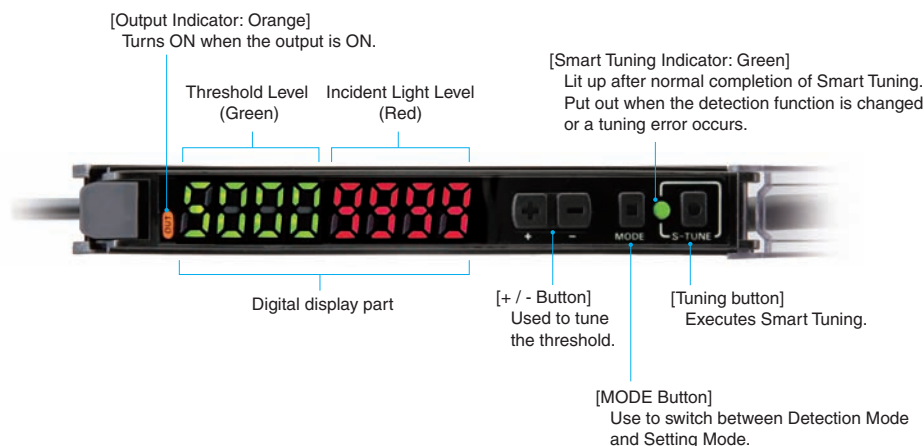 [Output Indicator: Orange]
Turns ON when the output is ON.
[Smart Tuning Indicator: Green]
Lit up after normal completion of Smart Tuning.
Put out when the detection function is changed
or a tuning error occurs.
Threshold Level
(Green)
Incident Light Level
(Red)
OUT
5000 9999
+ -
MODE
S-TUNE
Digital display part
[+ / - Button]
Used to tune
the threshold.
[Tuning button]
Executes Smart Tuning.
[MODE Button]
Use to switch between Detection Mode
and Setting Mode.